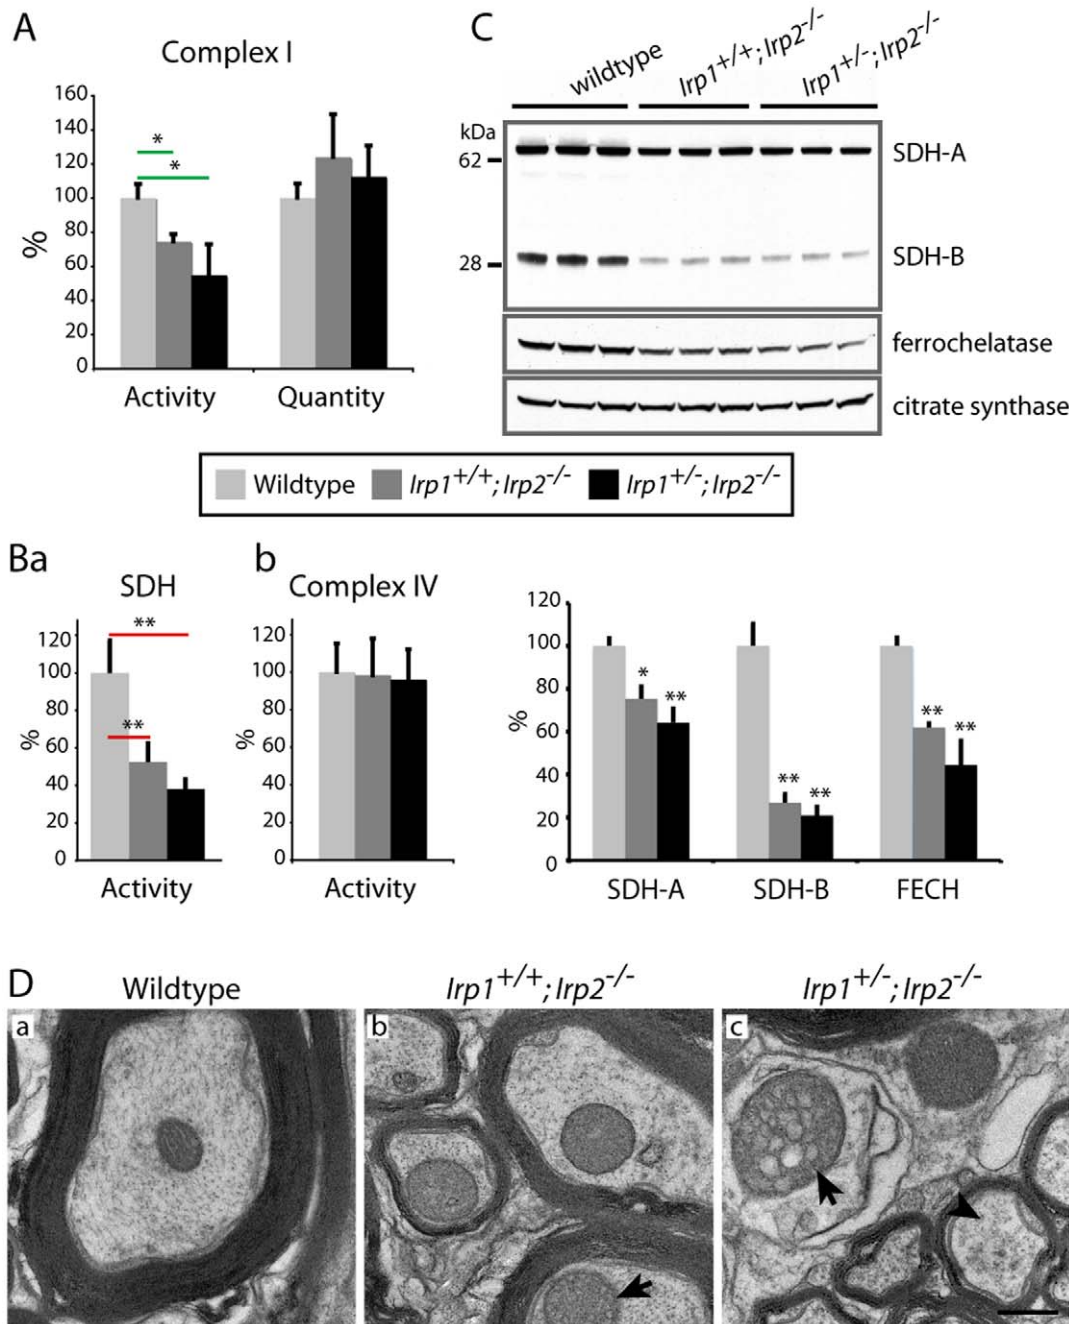 A
Complex I
%
160
140
120
100
80
60
40
20
0
*
*
Activity
Quantity
C
wildtype
Irp1+/+;Irp2-/-
Irp1+/-;Irp2-/-
kDa
62
28
SDH-A
SDH-B
ferrochelatase
citrate synthase
Wildtype
Irp1+/+;Irp2-/-
Irp1+/-;Irp2-/-
Ba
SDH
%
120
100
80
60
40
20
0
**
**
Activity
b
Complex IV
%
120
100
80
60
40
20
0
Activity
%
120
100
80
60
40
20
0
*
**
**
**
**
**
SDH-A
SDH-B
FECH
D
Wildtype
Irp1+/+;Irp2-/-
Irp1+/-;Irp2-/-
a
b
c